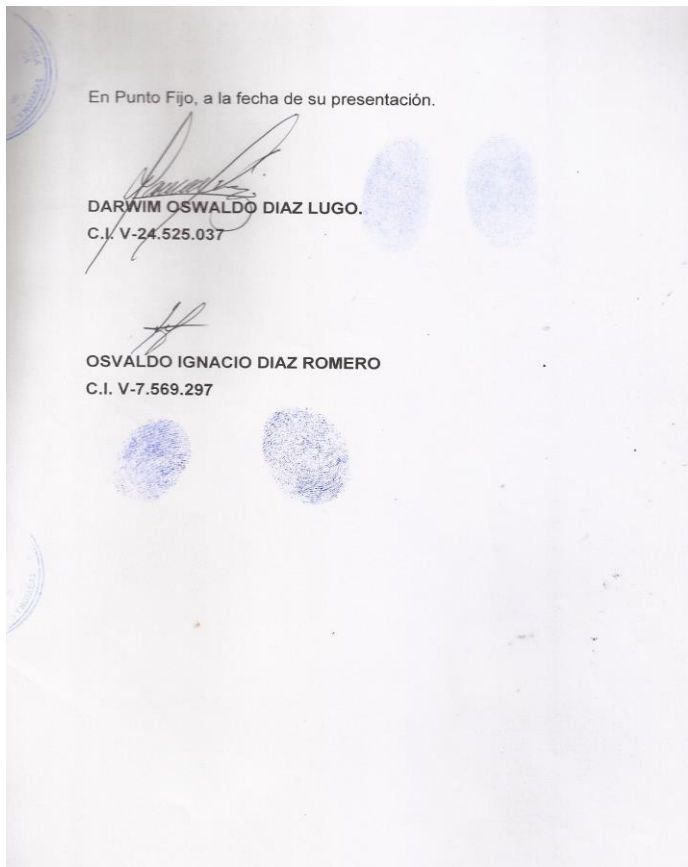 En Punto Fijo, a la fecha de su presentación.
DARWIM OSWALDO DIAZ LUGO.
C.I. V-24.525.037
OSVALDO IGNACIO DIAZ ROMERO
C.I. V-7.569.297